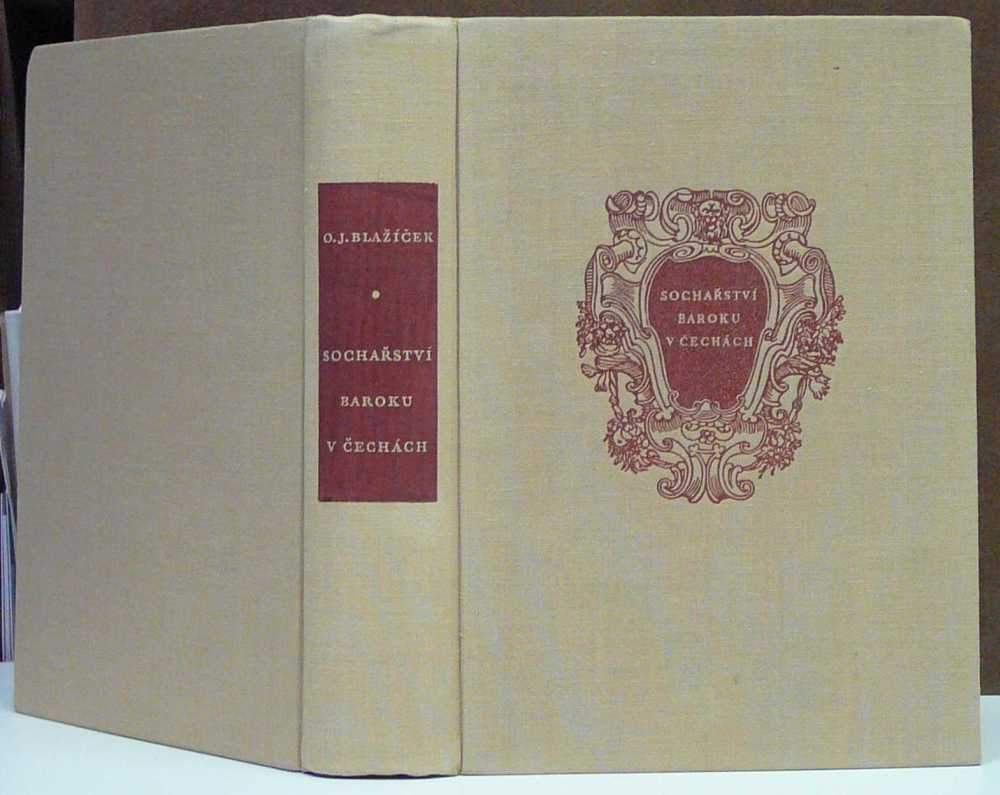 O. J. BLAŽÍČEK
SOCHAŘSTVÍ
BAROKU
V ČECHÁCH
SOCHAŘSTVÍ
BAROKU
V ČECHÁCH